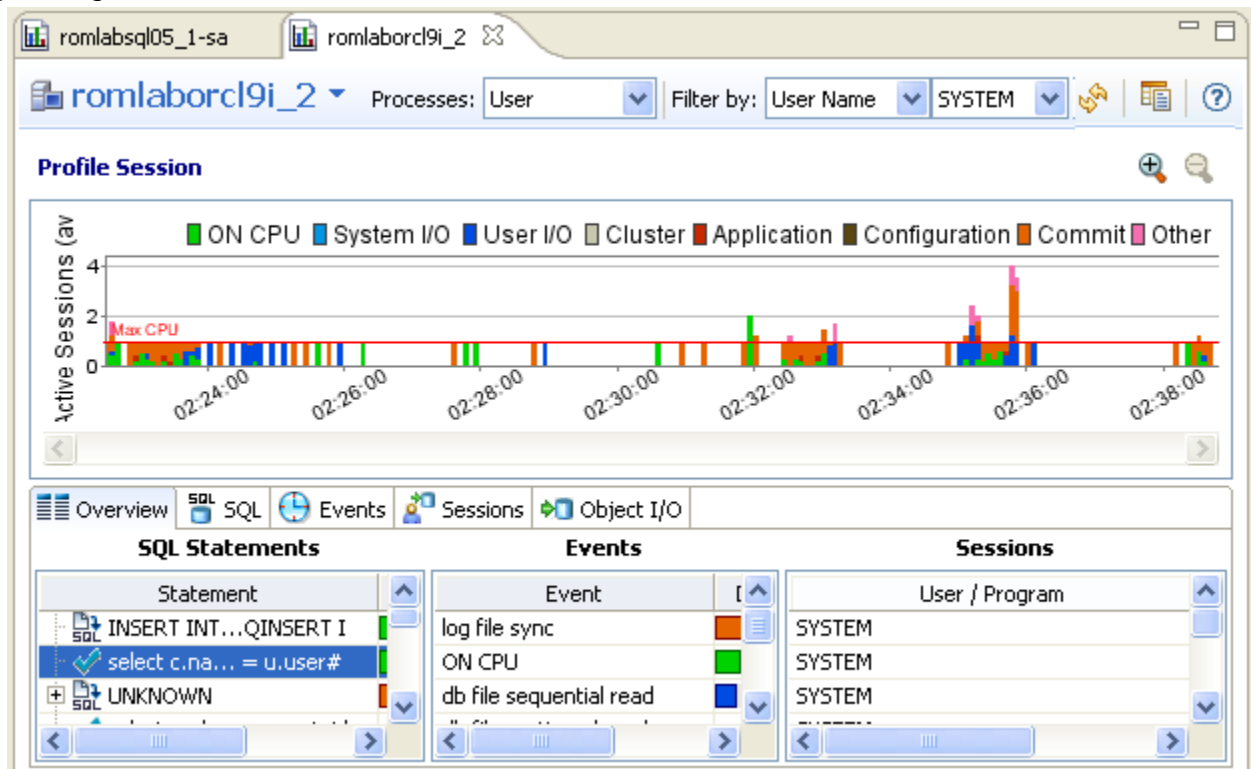 romlabsql05_1-sa romlaborcl9i_2
romlaborcl9i_2 Processes: User Filter by: User Name SYSTEM
Profile Session
ON CPU System I/O User I/O Cluster Application Configuration Commit Other
Active Sessions (av
4
2
0
Max CPU
02:24:00 02:26:00 02:28:00 02:30:00 02:32:00 02:34:00 02:36:00 02:38:00
Overview SQL Events Sessions Object I/O
SQL Statements Events Sessions
Statement Event User / Program
SQL INSERT INT...QINSERT I log file sync SYSTEM
select c.na... = u.user# ON CPU SYSTEM
SQL UNKNOWN db file sequential read SYSTEM